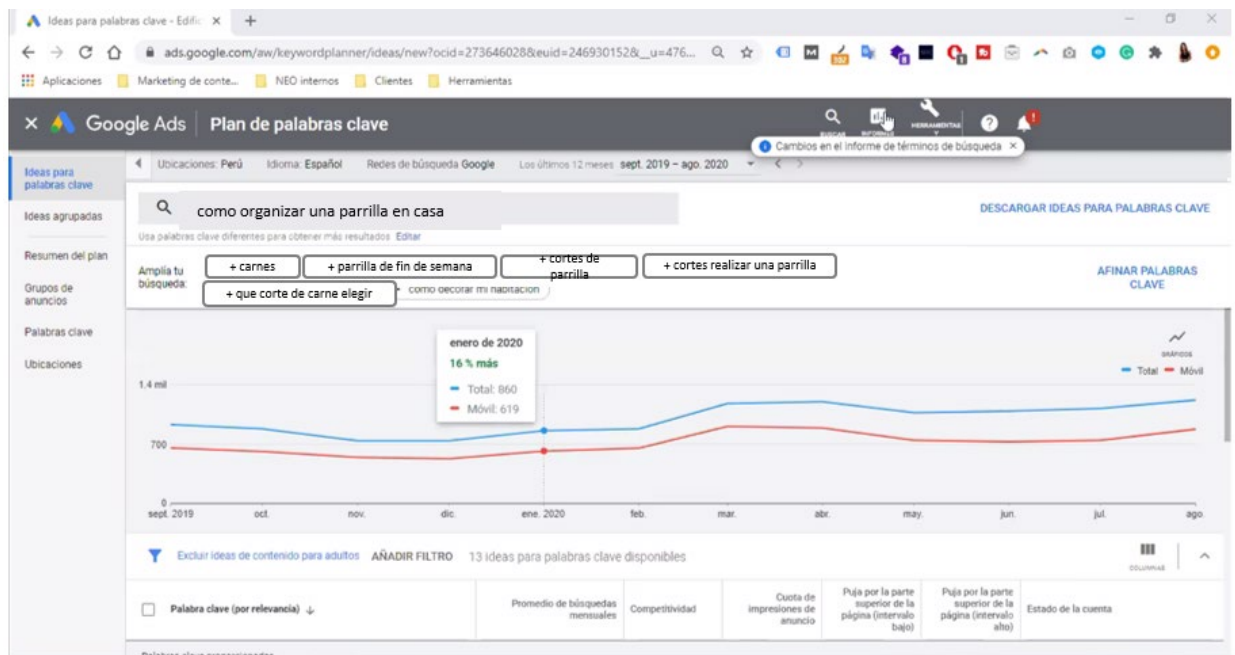 Ideas para palabras clave - Edific
ads.google.com/aw/keywordplanner/ideas/new?ocid=273646028&euid=246930152&__u=476...
Aplicaciones Marketing de conte... NEO internos Clientes Herramientas
Google Ads Plan de palabras clave
BUSCAR INFORMES HERRAMIENTAS
Cambios en el informe de términos de búsqueda
Ubicaciones: Perú Idioma: Español Redes de búsqueda Google Los últimos 12 meses sept. 2019 – ago. 2020
Ideas para
palabras clave
Ideas agrupadas
Resumen del plan
Grupos de
anuncios
Palabras clave
Ubicaciones
como organizar una parrilla en casa
DESCARGAR IDEAS PARA PALABRAS CLAVE
Usa palabras clave diferentes para obtener más resultados Editar
Amplía tu
búsqueda:
+ carnes
+ parrilla de fin de semana
+ cortes de
parrilla
+ cortes realizar una parrilla
+ que corte de carne elegir
como decorar mi habitacion
AFINAR PALABRAS
CLAVE
enero de 2020
16 % más
Total: 860
Móvil: 619
GRÁFICOS
Total Móvil
1.4 mil
700
0
sept. 2019 oct. nov. dic. ene. 2020 feb. mar. abr. may. jun. jul. ago.
Excluir ideas de contenido para adultos AÑADIR FILTRO 13 ideas para palabras clave disponibles
COLUMNAS
Palabra clave (por relevancia)
Promedio de búsquedas
mensuales
Competitividad
Cuota de
impresiones de
anuncio
Puja por la parte
superior de la
página (intervalo
bajo)
Puja por la parte
superior de la
página (intervalo
alto)
Estado de la cuenta